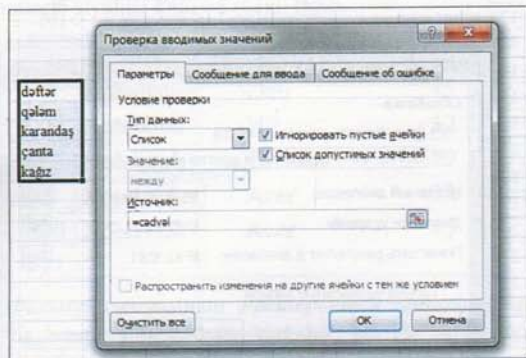 Проверка вводимых значений
Параметры
Сообщение для ввода
Сообщение об ошибке
dəftər
qələm
karandaş
çanta
kağız
Условие проверки
Тип данных:
Список
Игнорировать пустые ячейки
Список допустимых значений
Значение:
между
Источник:
=cədvəl
Распространить изменения на другие ячейки с тем же условием
Очистить все
ОК
Отмена